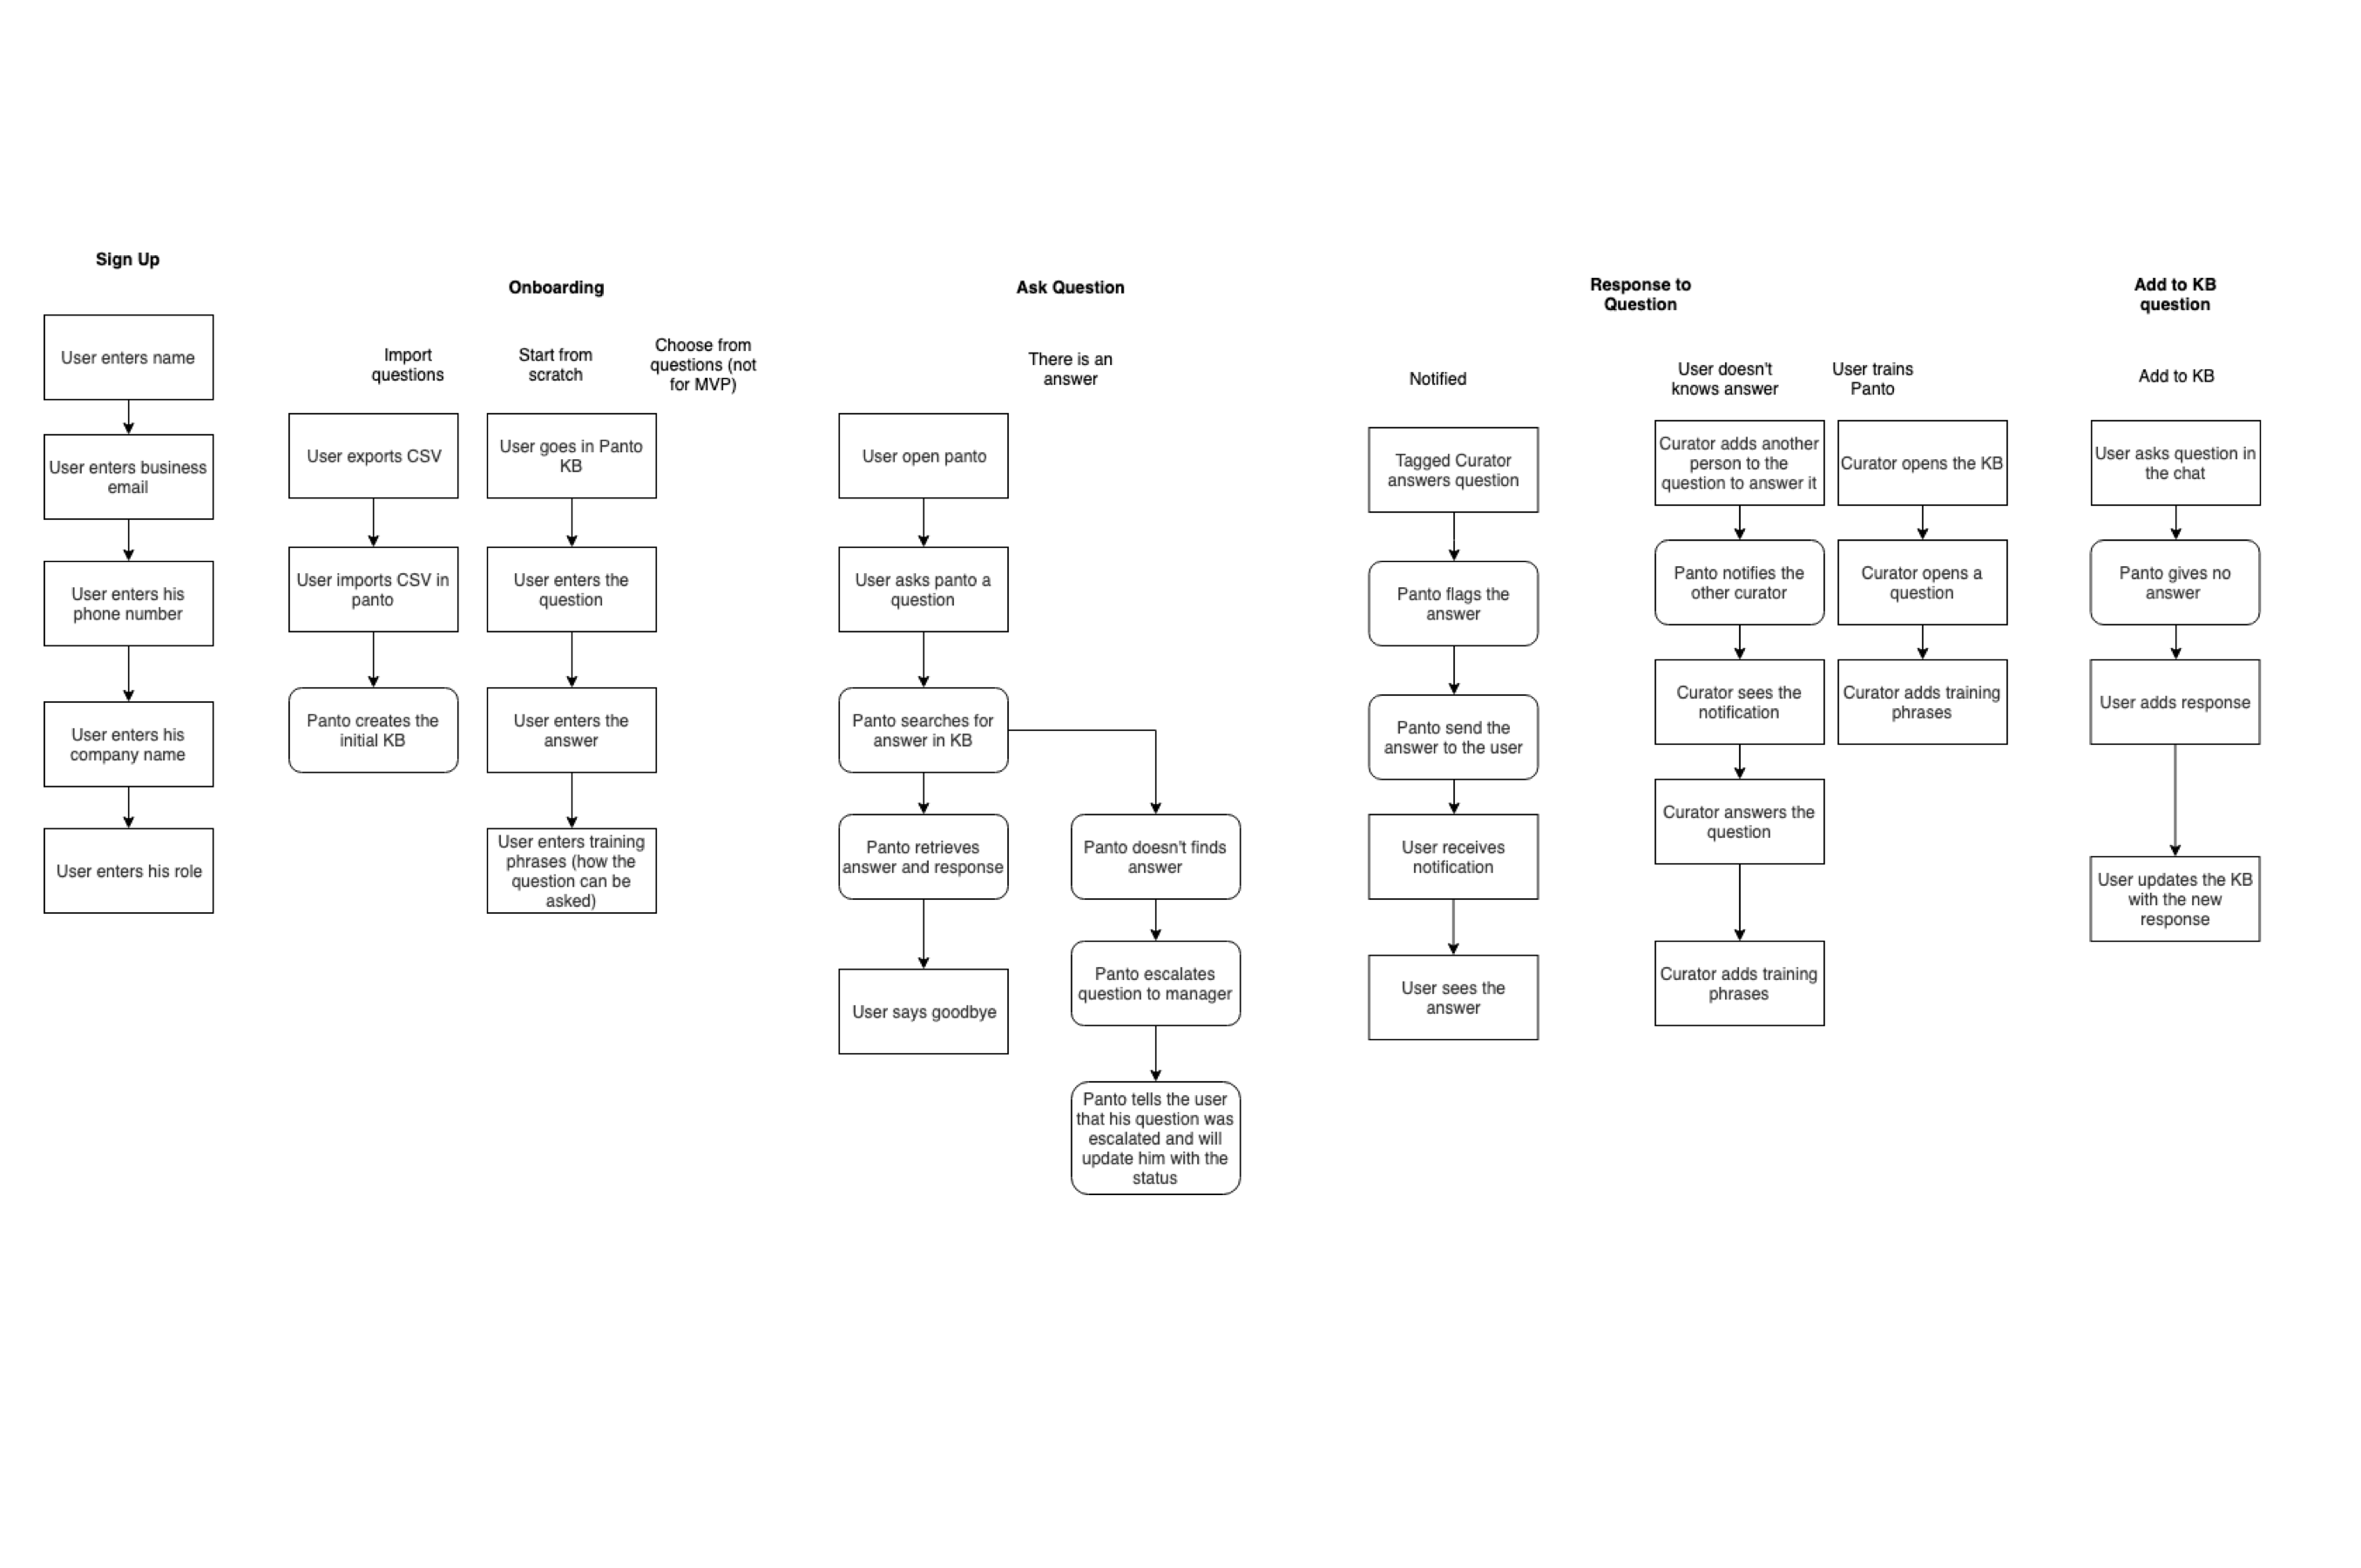 Sign Up
User enters name
User enters business
email
User enters his
phone number
User enters his
company name
User enters his role
Onboarding
Import
questions
User exports CSV
User imports CSV in
panto
Panto creates the
initial KB
Start from
scratch
User goes in Panto
KB
User enters the
question
User enters the
answer
User enters training
phrases (how the
question can be
asked)
Choose from
questions (not
for MVP)
Ask Question
There is an
answer
User open panto
User asks panto a
question
Panto searches for
answer in KB
Panto retrieves
answer and response
User says goodbye
Panto doesn't finds
answer
Panto escalates
question to manager
Panto tells the user
that his question was
escalated and will
update him with the
status
Response to
Question
Notified
Tagged Curator
answers question
Panto flags the
answer
Panto send the
answer to the user
User receives
notification
User sees the
answer
User doesn't
knows answer
Curator adds another
person to the
question to answer it
Panto notifies the
other curator
Curator sees the
notification
Curator answers the
question
Curator adds training
phrases
User trains
Panto
Curator opens the KB
Curator opens a
question
Curator adds training
phrases
Add to KB
question
Add to KB
User asks question in
the chat
Panto gives no
answer
User adds response
User updates the KB
with the new
response